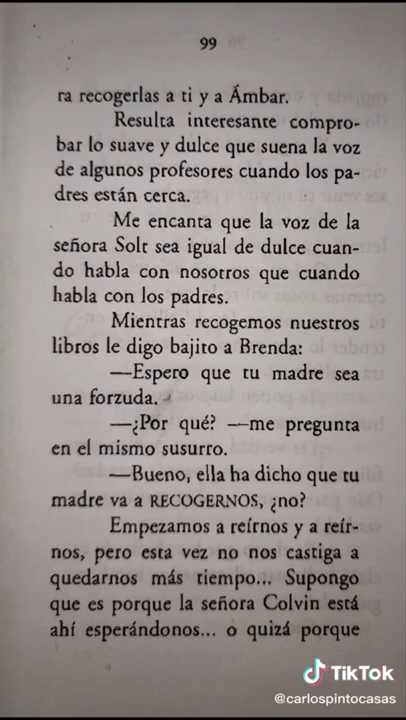 99
ra recogerlas a ti y a Ámbar.
Resulta interesante compro-
bar lo suave y dulce que suena la voz
de algunos profesores cuando los pa-
dres están cerca.
Me encanta que la voz de la
señora Solt sea igual de dulce cuan-
do habla con nosotros que cuando
habla con los padres.
Mientras recogemos nuestros
libros le digo bajito a Brenda:
—Espero que tu madre sea
una forzuda.
—¿Por qué? —me pregunta
en el mismo susurro.
—Bueno, ella ha dicho que tu
madre va a RECOGERNOS, ¿no?
Empezamos a reírnos y a reír-
nos, pero esta vez no nos castiga a
quedarnos más tiempo... Supongo
que es porque la señora Colvin está
ahí esperándonos... o quizá porque
TikTok
@carlospintocasas